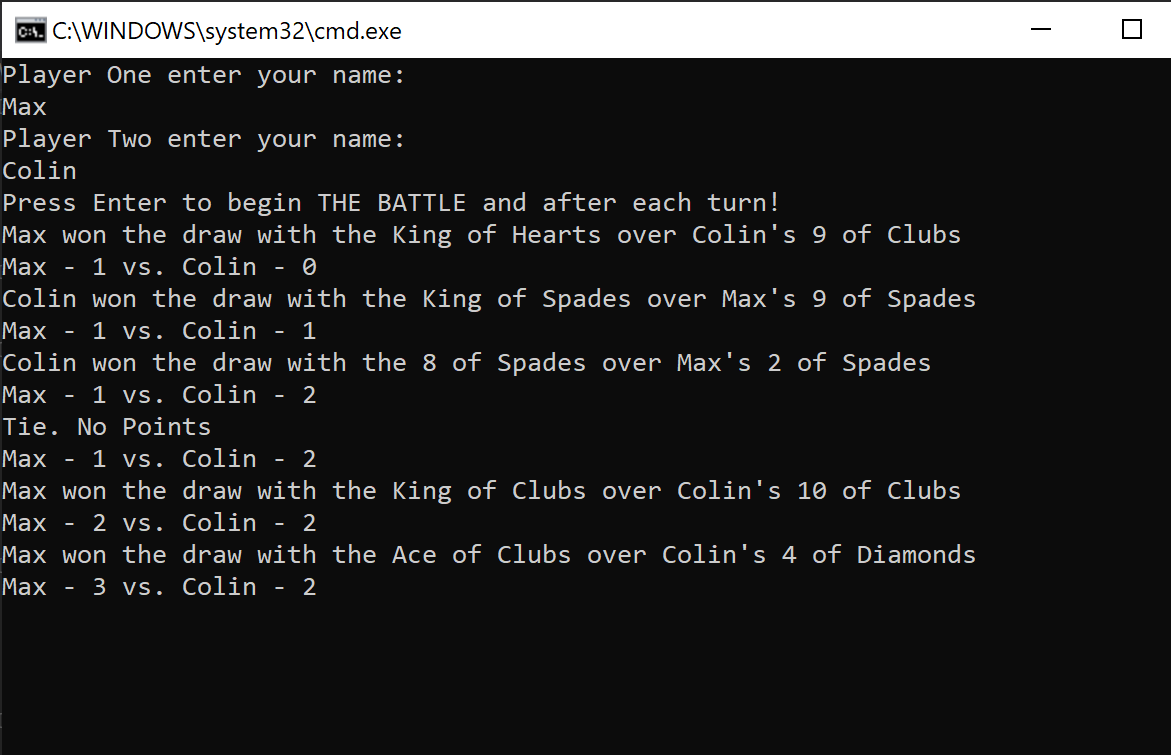 C:\WINDOWS\system32\cmd.exe
Player One enter your name:
Max
Player Two enter your name:
Colin
Press Enter to begin THE BATTLE and after each turn!
Max won the draw with the King of Hearts over Colin's 9 of Clubs
Max - 1 vs. Colin - 0
Colin won the draw with the King of Spades over Max's 9 of Spades
Max - 1 vs. Colin - 1
Colin won the draw with the 8 of Spades over Max's 2 of Spades
Max - 1 vs. Colin - 2
Tie. No Points
Max - 1 vs. Colin - 2
Max won the draw with the King of Clubs over Colin's 10 of Clubs
Max - 2 vs. Colin - 2
Max won the draw with the Ace of Clubs over Colin's 4 of Diamonds
Max - 3 vs. Colin - 2